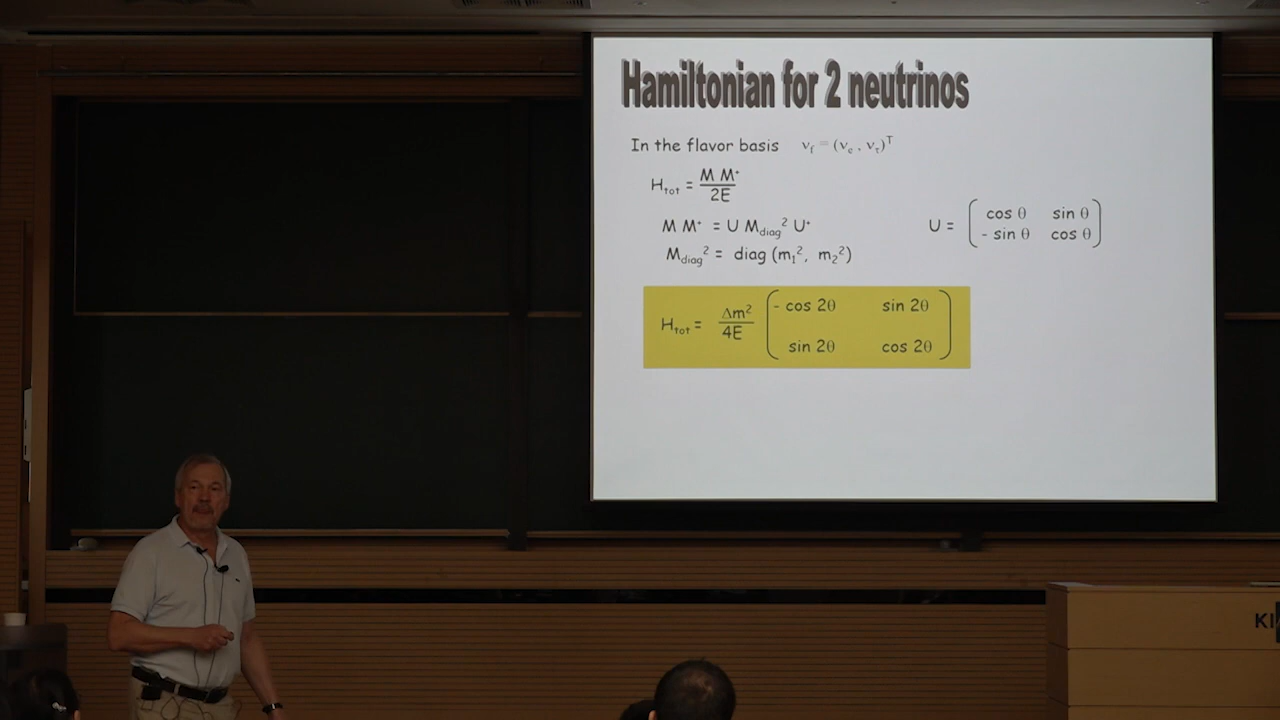 Hamiltonian for 2 neutrinos
In the flavor basis ν_f = (ν_e , ν_τ)^T
H_tot = M M⁺ / 2E
M M⁺ = U M_diag² U⁺
M_diag² = diag (m₁², m₂²)
U = ( cos θ sin θ
- sin θ cos θ )
H_tot = Δm² / 4E ( - cos 2θ sin 2θ
sin 2θ cos 2θ )
KI